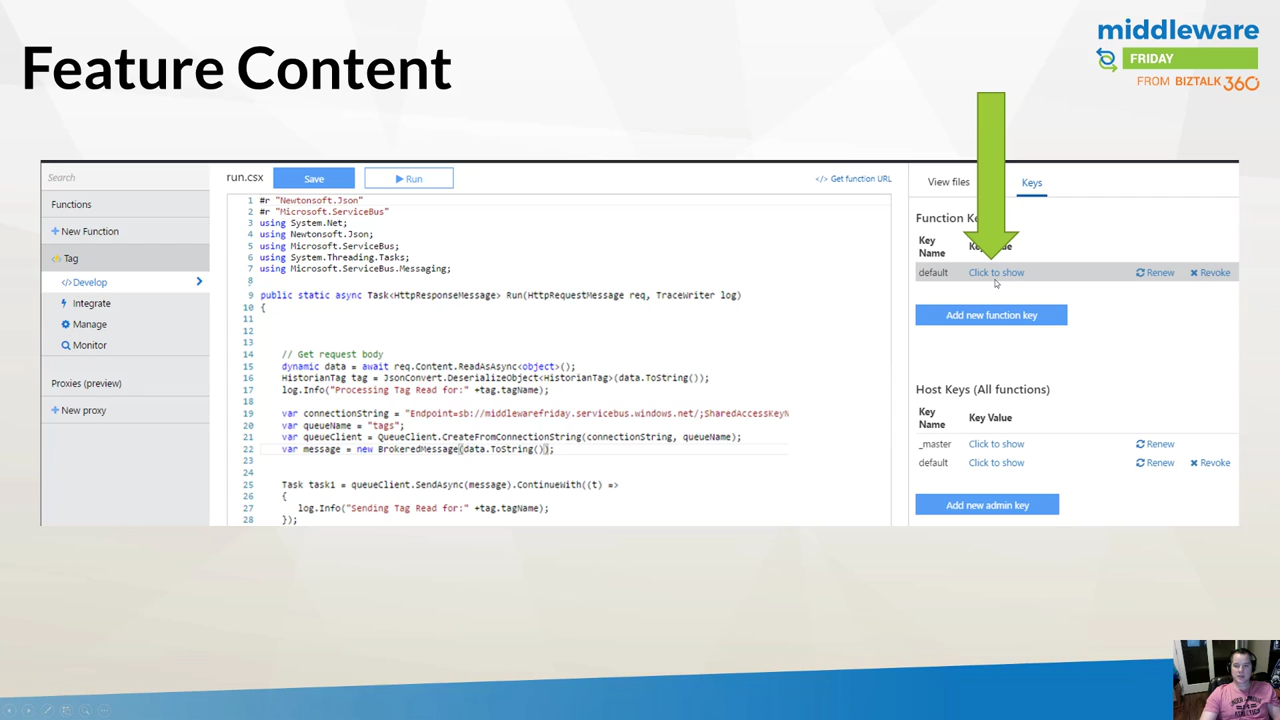 Feature Content
middleware
FRIDAY
FROM BIZTALK360
Search
Functions
New Function
Tag
</> Develop
Integrate
Manage
Monitor
Proxies (preview)
New proxy
run.csx
Save
Run
</> Get function URL
1 #r "Newtonsoft.Json"
2 #r "Microsoft.ServiceBus"
3 using System.Net;
4 using Newtonsoft.Json;
5 using Microsoft.ServiceBus;
6 using System.Threading.Tasks;
7 using Microsoft.ServiceBus.Messaging;
8
9 public static async Task<HttpResponseMessage> Run(HttpRequestMessage req, TraceWriter log)
10 {
11
12
13
14 // Get request body
15 dynamic data = await req.Content.ReadAsAsync<object>();
16 HistorianTag tag = JsonConvert.DeserializeObject<HistorianTag>(data.ToString());
17 log.Info("Processing Tag Read for:" +tag.tagName);
18
19 var connectionString = "Endpoint=sb://middlewarefriday.servicebus.windows.net/;SharedAccessKeyN
20 var queueName = "tags";
21 var queueClient = QueueClient.CreateFromConnectionString(connectionString, queueName);
22 var message = new BrokeredMessage(data.ToString());
23
24
25 Task task1 = queueClient.SendAsync(message).ContinueWith((t) =>
26 {
27 log.Info("Sending Tag Read for:" +tag.tagName);
28 });
View files
Keys
Function
Key Name
default Click to show Renew Revoke
Add new function key
Host Keys (All functions)
Key Name Key Value
_master Click to show Renew
default Click to show Renew Revoke
Add new admin key